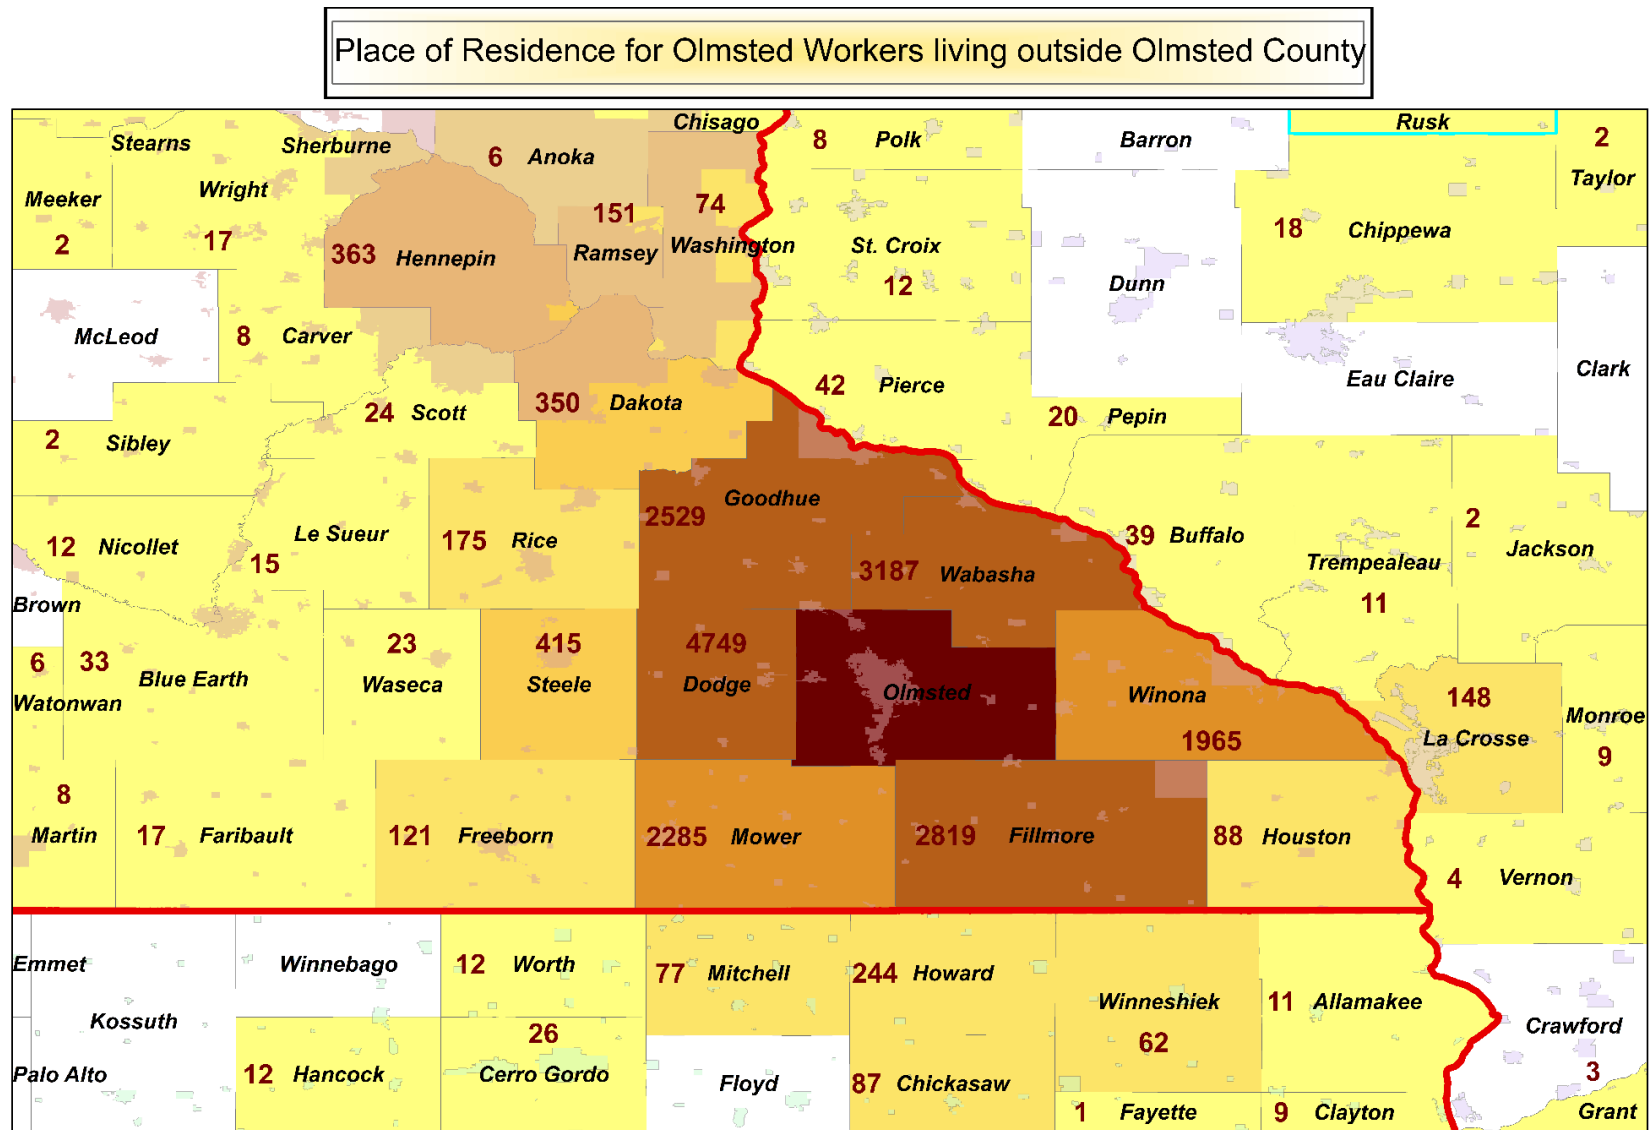 Place of Residence for Olmsted Workers living outside Olmsted County
Chisago
Rusk
Stearns
Sherburne
6 Anoka
8 Polk
Barron
2
Taylor
Meeker
2
Wright
17
363 Hennepin
151
Ramsey
74
Washington
St. Croix
12
Dunn
18 Chippewa
McLeod
8 Carver
Eau Claire
Clark
24 Scott
350 Dakota
42 Pierce
20 Pepin
2 Sibley
12 Nicollet
Le Sueur
15
175 Rice
Goodhue
2529
3187 Wabasha
39 Buffalo
Trempealeau
11
2
Jackson
Brown
6
Watonwan
33
Blue Earth
23
Waseca
415
Steele
4749
Dodge
Olmsted
Winona
1965
148
La Crosse
Monroe
9
8
Martin
17 Faribault
121 Freeborn
2285 Mower
2819 Fillmore
88 Houston
4 Vernon
Emmet
Winnebago
12 Worth
77 Mitchell
244 Howard
Winneshiek
62
11 Allamakee
Crawford
3
Kossuth
Palo Alto
12 Hancock
26
Cerro Gordo
Floyd
87 Chickasaw
1 Fayette
9 Clayton
Grant